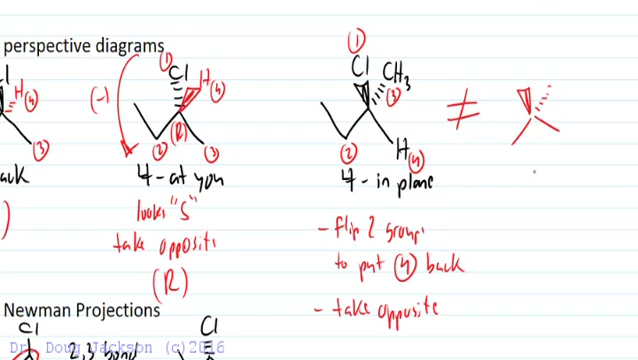 perspective diagrams
①
①
Cl
Cl
CH₃
Cl
H
H
④
④
③
(-)
≠
(R)
②
③
③
②
H
④
ack
4-at you
4-in plane
)
looks "S"
take opposite
(R)
- flip 2 groups
to put ④ back
- take opposite
Newman Projections
Cl
2,3 bond
Cl
Dr. Doug Jackson (c)2016